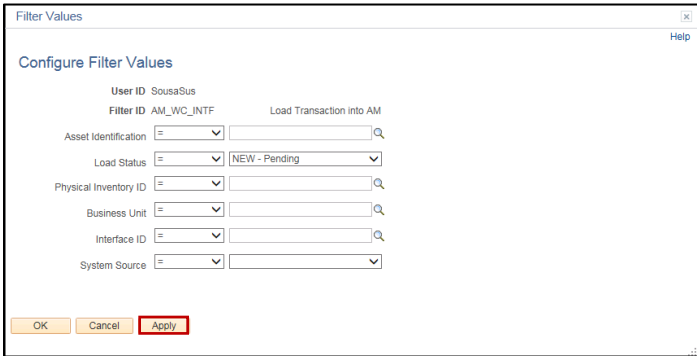 Filter Values
x
Help
Configure Filter Values
User ID SousaSus
Filter ID AM_WC_INTF Load Transaction into AM
Asset Identification =
Load Status = NEW - Pending
Physical Inventory ID =
Business Unit =
Interface ID =
System Source =
OK Cancel Apply